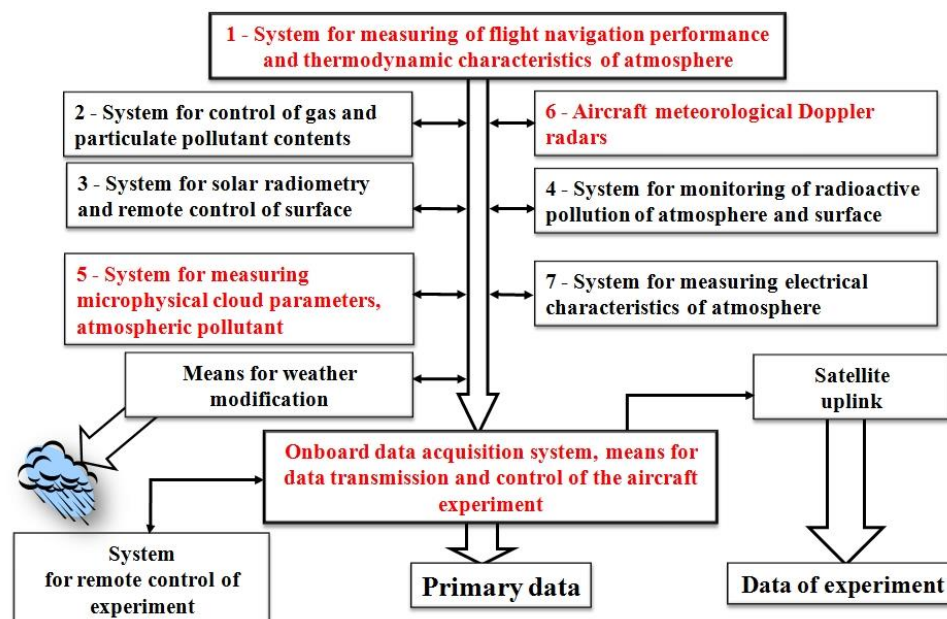 1 - System for measuring of flight navigation performance
and thermodynamic characteristics of atmosphere
2 - System for control of gas and
particulate pollutant contents
6 - Aircraft meteorological Doppler
radars
3 - System for solar radiometry
and remote control of surface
4 - System for monitoring of radioactive
pollution of atmosphere and surface
5 - System for measuring
microphysical cloud parameters,
atmospheric pollutant
7 - System for measuring electrical
characteristics of atmosphere
Means for weather
modification
Satellite
uplink
Onboard data acquisition system, means for
data transmission and control of the aircraft
experiment
System
for remote control of
experiment
Primary data
Data of experiment